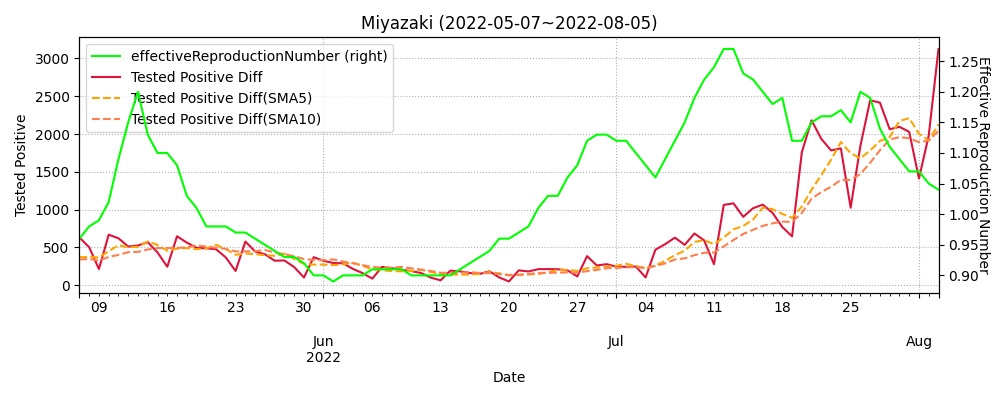 Miyazaki (2022-05-07~2022-08-05)
effectiveReproductionNumber (right)
Tested Positive Diff
Tested Positive Diff(SMA5)
Tested Positive Diff(SMA10)
Tested Positive
3000
2500
2000
1500
1000
500
0
Effective Reproduction Number
1.25
1.20
1.15
1.10
1.05
1.00
0.95
0.90
09 16 23 30 06 13 20 27 04 11 18 25
Jun Jul Aug
2022
Date